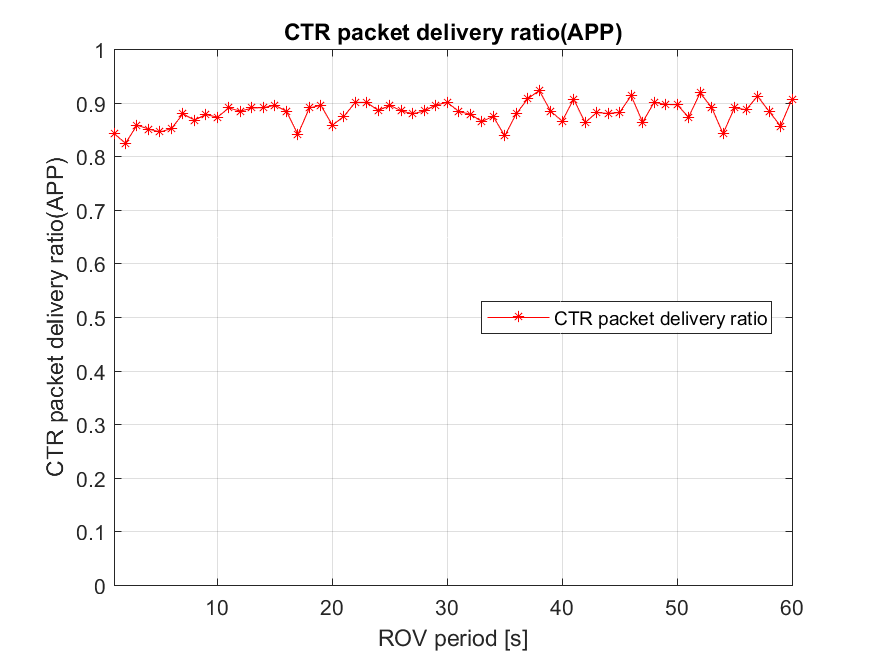 CTR packet delivery ratio(APP)
1
0.9
0.8
0.7
0.6
0.5
0.4
0.3
0.2
0.1
0
CTR packet delivery ratio(APP)
CTR packet delivery ratio
10 20 30 40 50 60
ROV period [s]